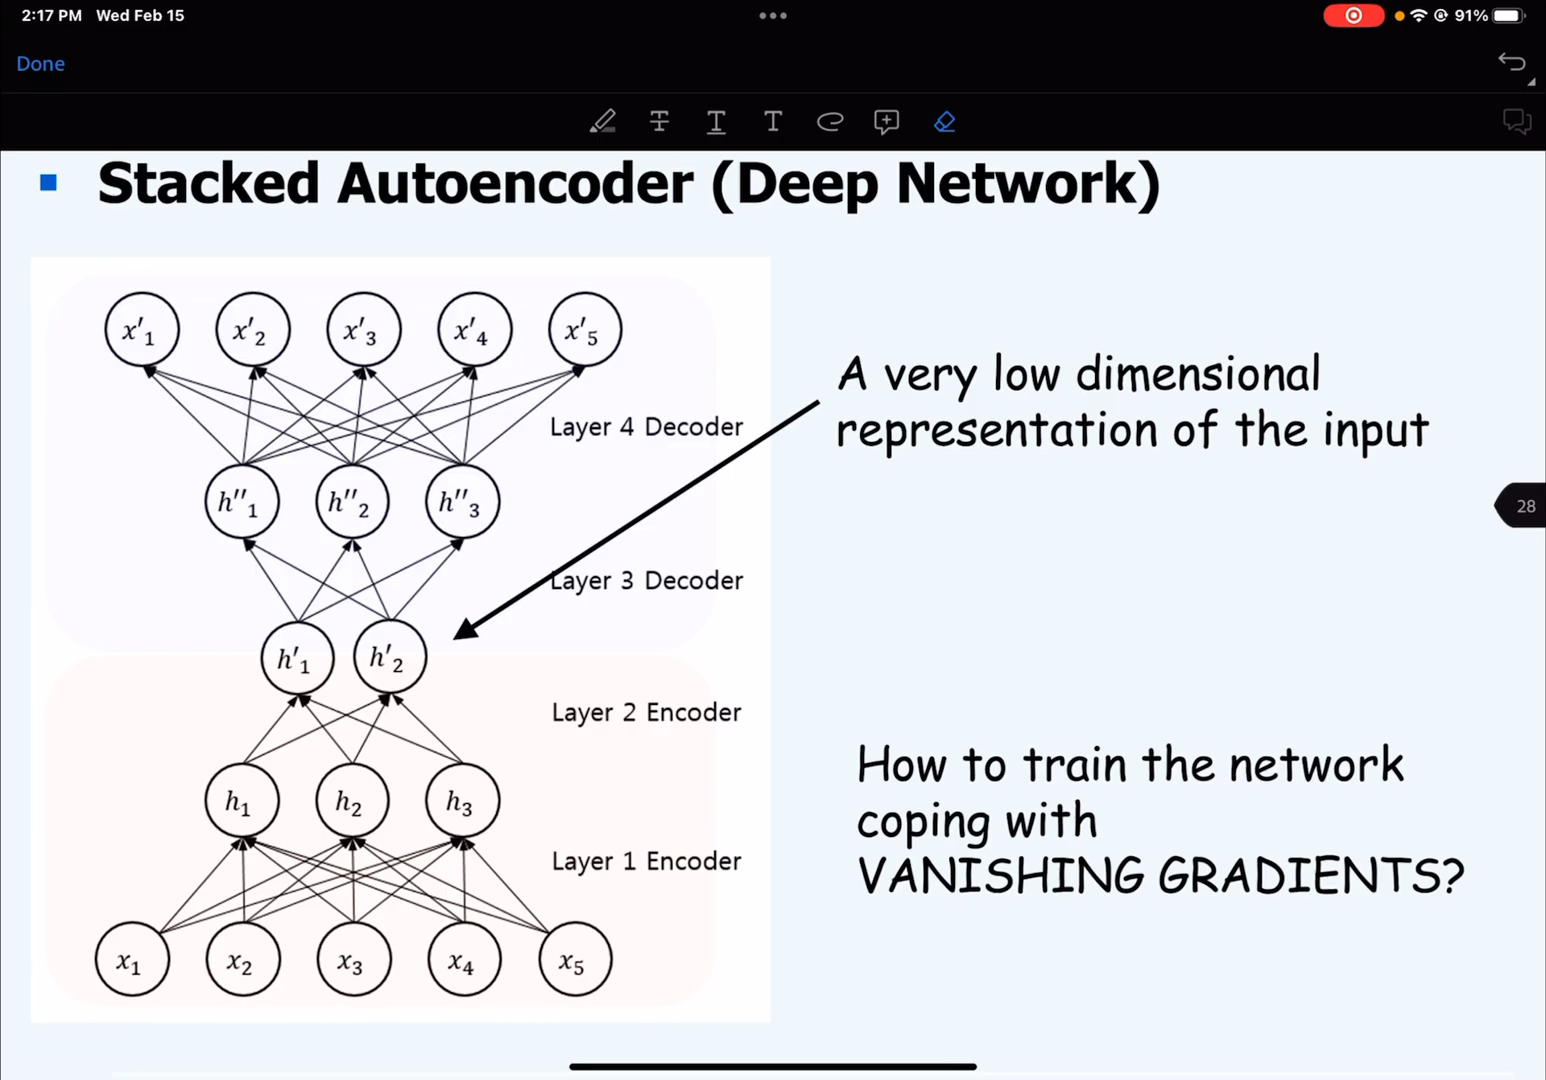 2:17 PM Wed Feb 15
91%
Done
T T T
▪ Stacked Autoencoder (Deep Network)
x'1 x'2 x'3 x'4 x'5
Layer 4 Decoder
A very low dimensional
representation of the input
h''1 h''2 h''3
28
Layer 3 Decoder
h'1 h'2
Layer 2 Encoder
How to train the network
coping with
VANISHING GRADIENTS?
h1 h2 h3
Layer 1 Encoder
x1 x2 x3 x4 x5